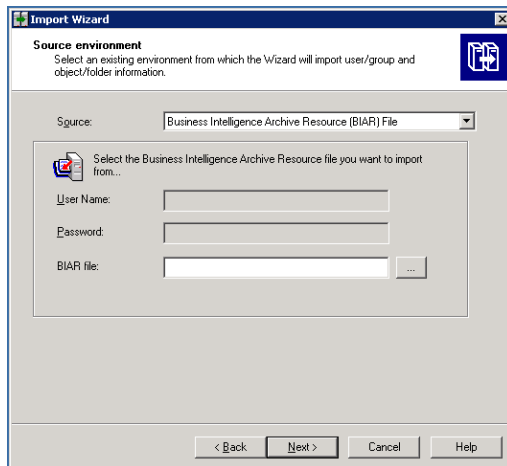 Import Wizard
Source environment
Select an existing environment from which the Wizard will import user/group and
object/folder information.
Source: Business Intelligence Archive Resource (BIAR) File
Select the Business Intelligence Archive Resource file you want to import
from...
User Name:
Password:
BIAR file: ...
< Back Next > Cancel Help